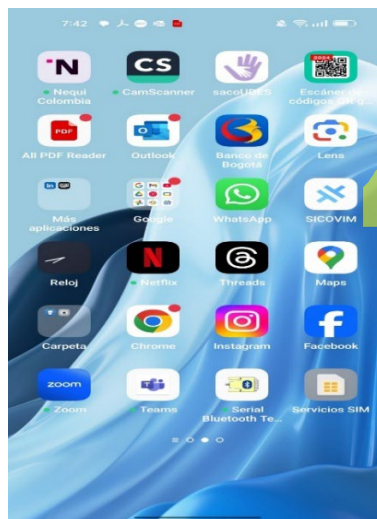 7:42
'N
CS
2024
Nequi
Colombia
CamScanner
sacoUDES
Escáner de
códigos QR g...
PDF
All PDF Reader
Outlook
Banco de
Bogotá
Lens
in
Más
aplicaciones
Google
WhatsApp
SICOVIM
Reloj
N
Netflix
Threads
Maps
Carpeta
Chrome
Instagram
Facebook
zoom
Zoom
Teams
Serial
Bluetooth Te...
Servicios SIM